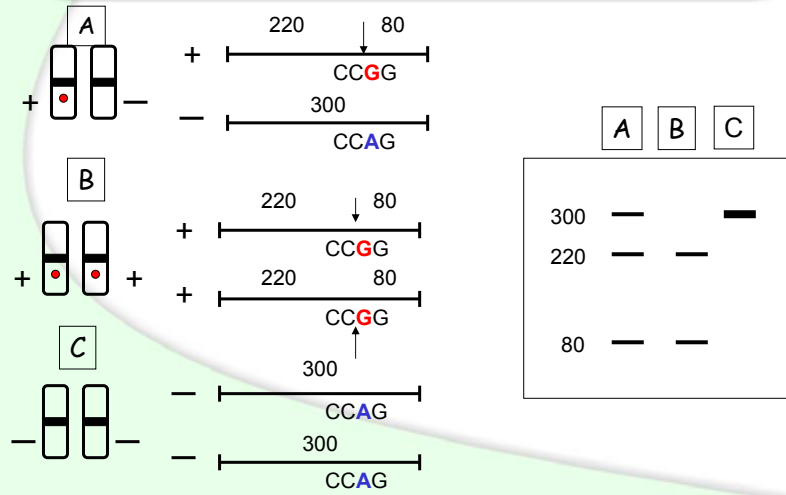 A
220 80
+
CCGG
300
+ —
—
CCAG
B
220 80
+
CCGG
220 80
+ +
+
CCGG
C
300
—
CCAG
300
— —
—
CCAG
A B C
300
220
80